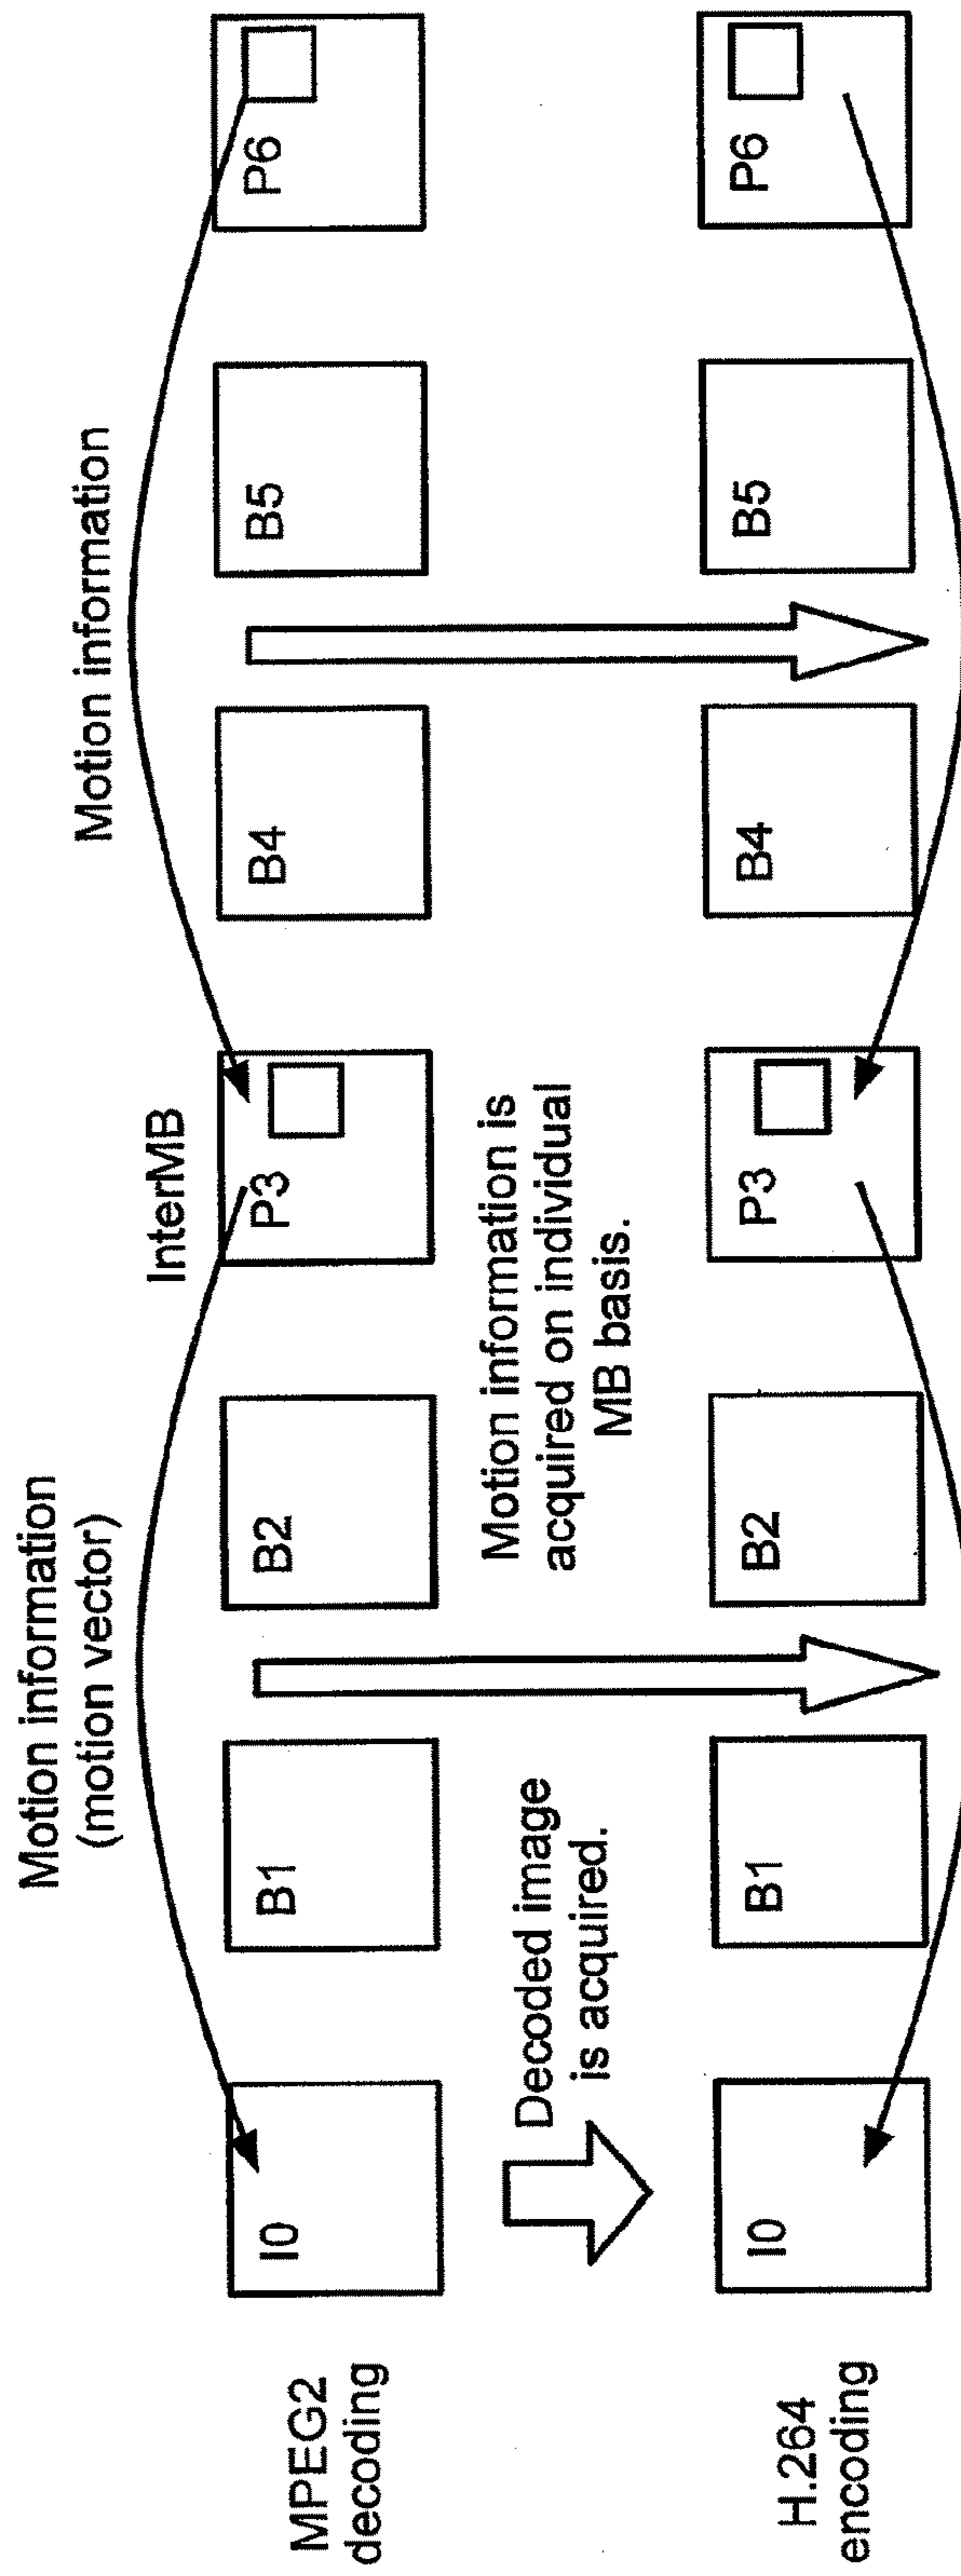 Motion information
(motion vector)
Motion information
InterMB
MPEG2
decoding
I0
B1
B2
P3
B4
B5
P6
Decoded image
is acquired.
Motion information is
acquired on individual
MB basis.
H.264
encoding
I0
B1
B2
P3
B4
B5
P6